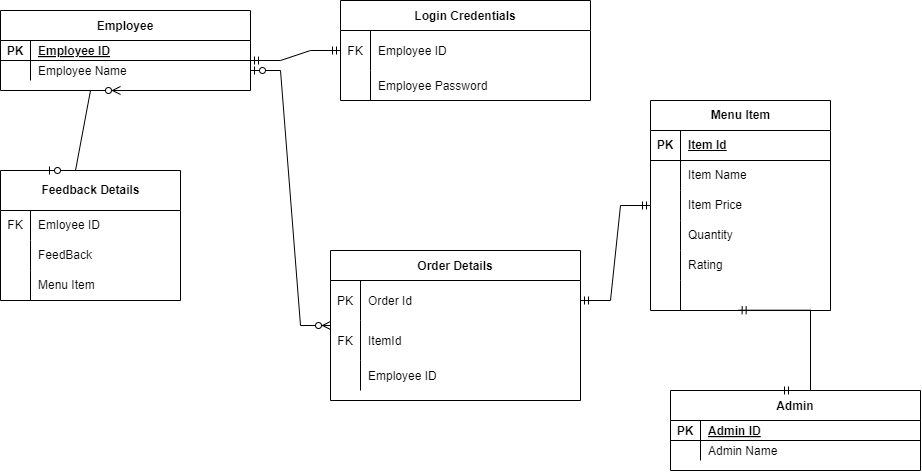 Employee
PK Employee ID
Employee Name
Login Credentials
FK Employee ID
Employee Password
Menu Item
PK Item Id
Item Name
Item Price
Quantity
Rating
Feedback Details
FK Emloyee ID
FeedBack
Menu Item
Order Details
PK Order Id
FK ItemId
Employee ID
Admin
PK Admin ID
Admin Name